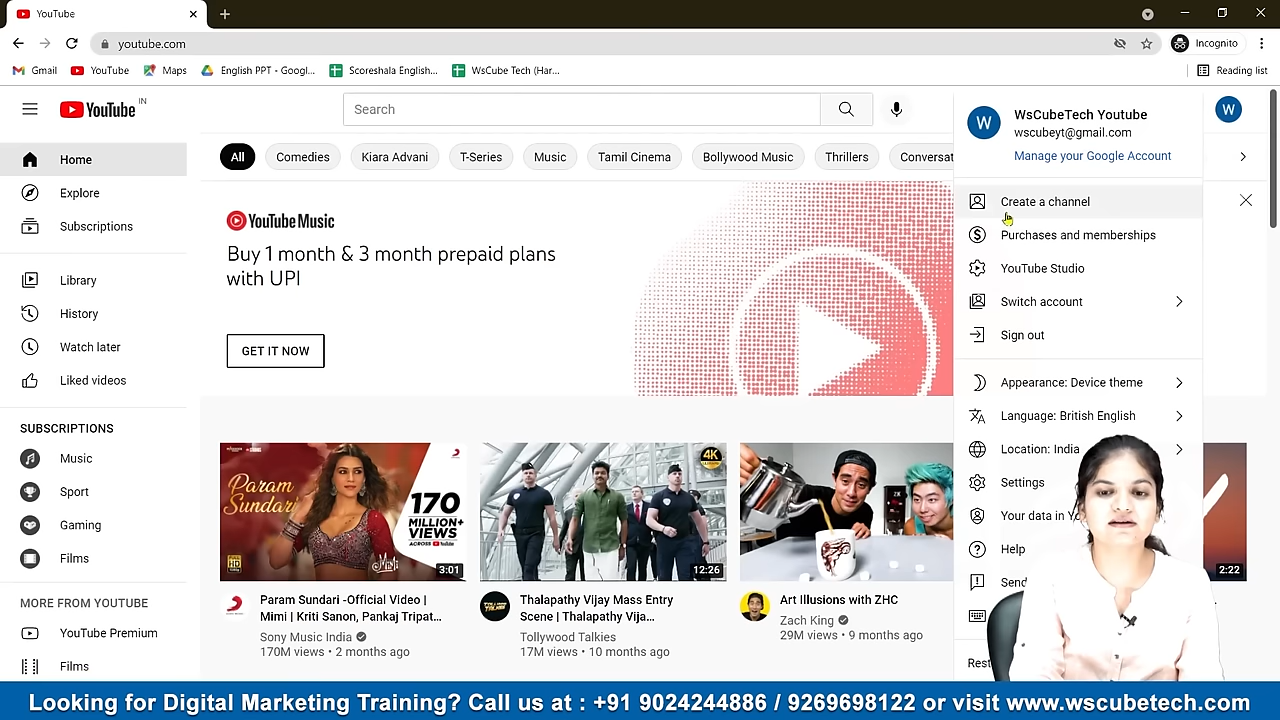 YouTube
youtube.com
Incognito
Gmail
YouTube
Maps
English PPT - Googl...
Scoreshala English...
WsCube Tech (Har...
Reading list
YouTube IN
Search
W
All
Comedies
Kiara Advani
T-Series
Music
Tamil Cinema
Bollywood Music
Thrillers
Conversat
Home
Explore
Subscriptions
Library
History
Watch later
Liked videos
SUBSCRIPTIONS
Music
Sport
Gaming
Films
MORE FROM YOUTUBE
YouTube Premium
Films
YouTube Music
Buy 1 month & 3 month prepaid plans
with UPI
GET IT NOW
W
WsCubeTech Youtube
wscubeyt@gmail.com
Manage your Google Account
Create a channel
Purchases and memberships
YouTube Studio
Switch account
Sign out
Appearance: Device theme
Language: British English
Location: India
Settings
Your data in Yo
Help
Send
Rest
Param
Sundari
170
MILLION+
VIEWS
ACROSS YouTube
HD
Mimi
3:01
Param Sundari -Official Video |
Mimi | Kriti Sanon, Pankaj Tripat...
Sony Music India
170M views • 2 months ago
4K
12:26
Thalapathy Vijay Mass Entry
Scene | Thalapathy Vija...
Tollywood Talkies
17M views • 10 months ago
Art Illusions with ZHC
Zach King
29M views • 9 months ago
2:22
Looking for Digital Marketing Training? Call us at : +91 9024244886 / 9269698122 or visit www.wscubetech.com